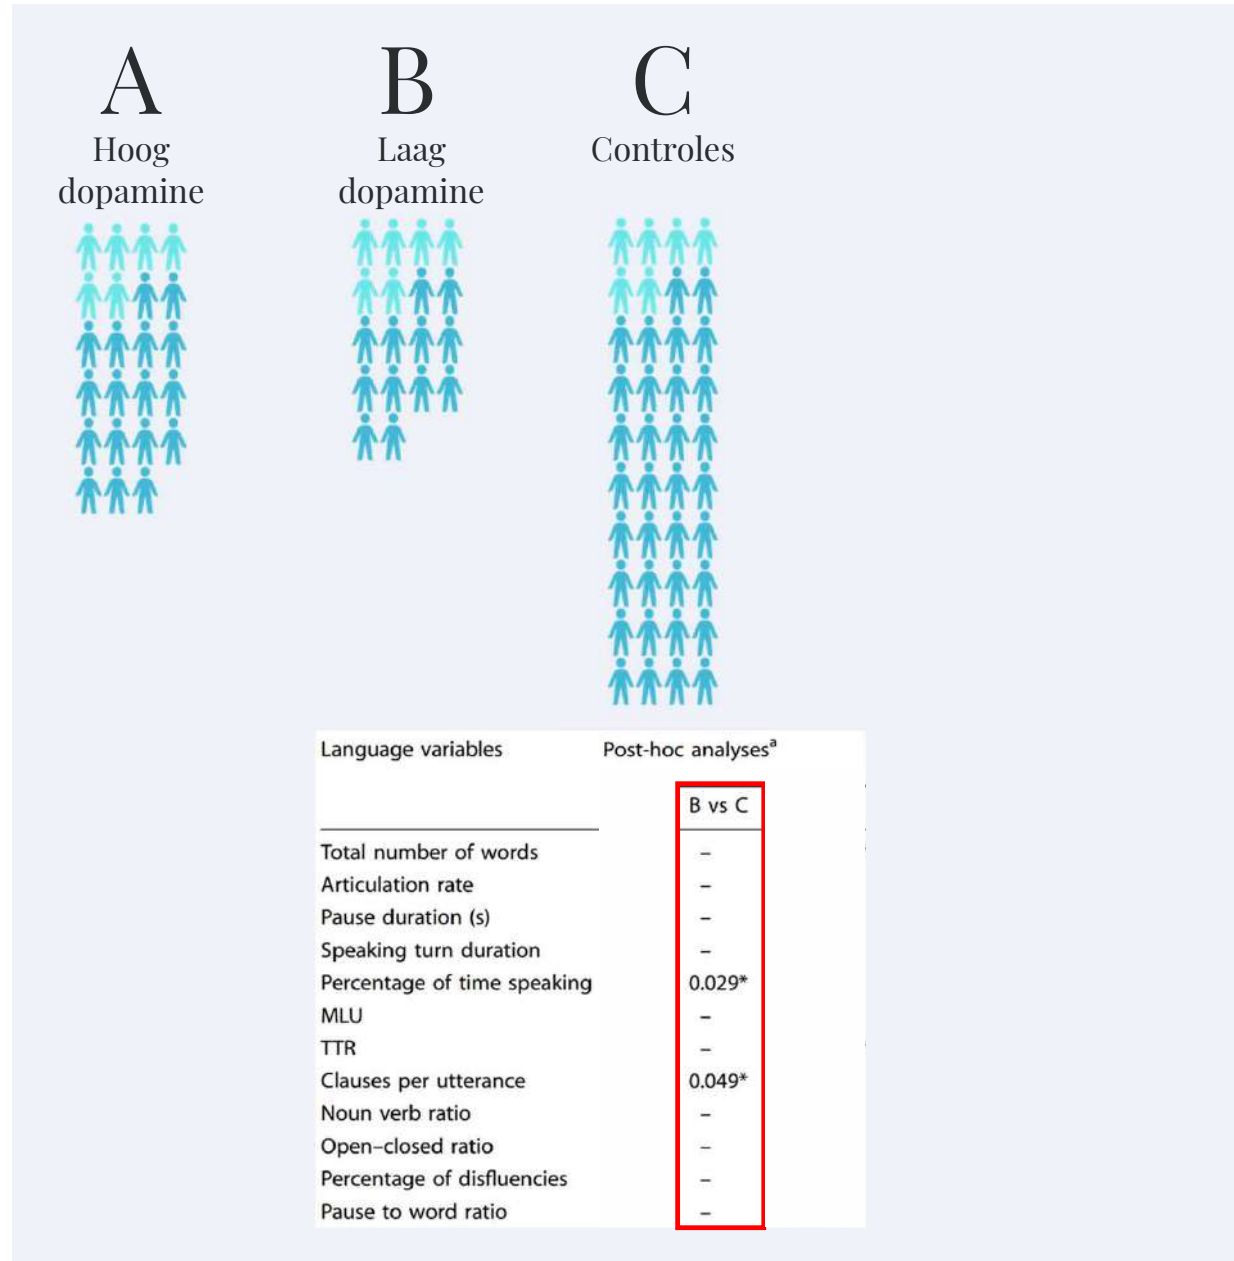 A
Hoog
dopamine
B
Laag
dopamine
C
Controles
Language variables Post-hoc analysesᵃ
B vs C
Total number of words –
Articulation rate –
Pause duration (s) –
Speaking turn duration –
Percentage of time speaking 0.029*
MLU –
TTR –
Clauses per utterance 0.049*
Noun verb ratio –
Open–closed ratio –
Percentage of disfluencies –
Pause to word ratio –